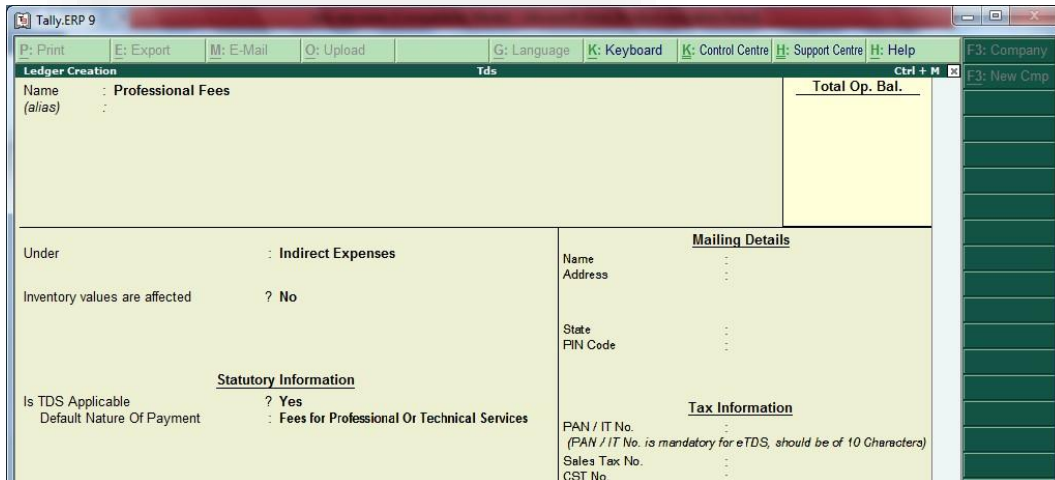 Tally.ERP 9
P: Print E: Export M: E-Mail O: Upload G: Language K: Keyboard K: Control Centre H: Support Centre H: Help
F3: Company
F3: New Cmp
Ledger Creation Tds Ctrl + M
Name : Professional Fees
(alias) :
Total Op. Bal.
Under : Indirect Expenses
Inventory values are affected ? No
Statutory Information
Is TDS Applicable ? Yes
Default Nature Of Payment : Fees for Professional Or Technical Services
Mailing Details
Name :
Address :
State :
PIN Code :
Tax Information
PAN / IT No. :
(PAN / IT No. is mandatory for eTDS, should be of 10 Characters)
Sales Tax No. :
CST No. :